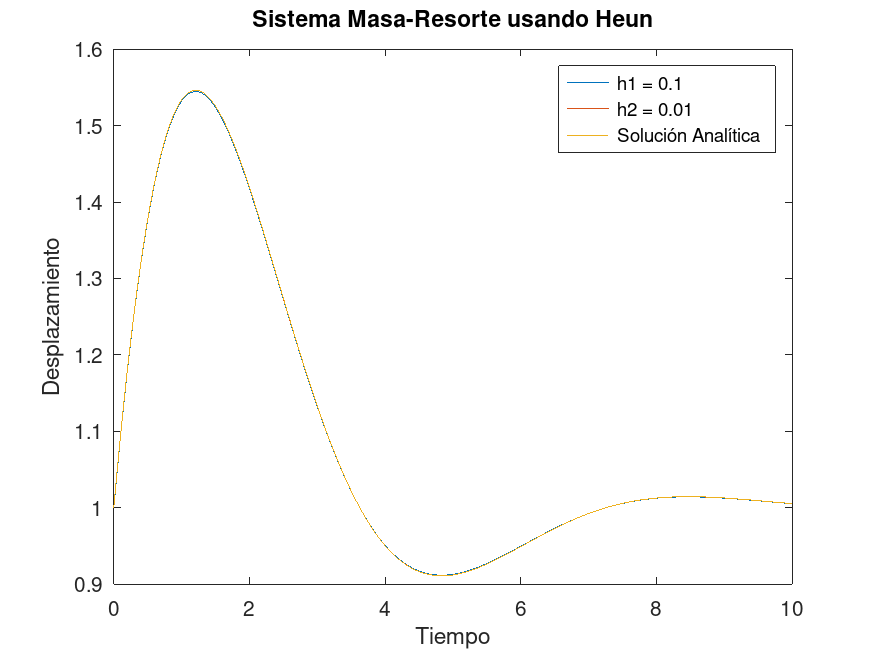 Sistema Masa-Resorte usando Heun
1.6
1.5
1.4
1.3
1.2
1.1
1
0.9
Desplazamiento
h1 = 0.1
h2 = 0.01
Solución Analítica
0 2 4 6 8 10
Tiempo